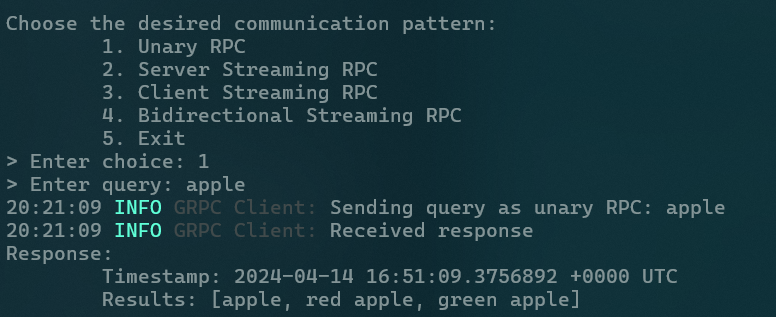 Choose the desired communication pattern:
1. Unary RPC
2. Server Streaming RPC
3. Client Streaming RPC
4. Bidirectional Streaming RPC
5. Exit
> Enter choice: 1
> Enter query: apple
20:21:09 INFO GRPC Client: Sending query as unary RPC: apple
20:21:09 INFO GRPC Client: Received response
Response:
Timestamp: 2024-04-14 16:51:09.3756892 +0000 UTC
Results: [apple, red apple, green apple]